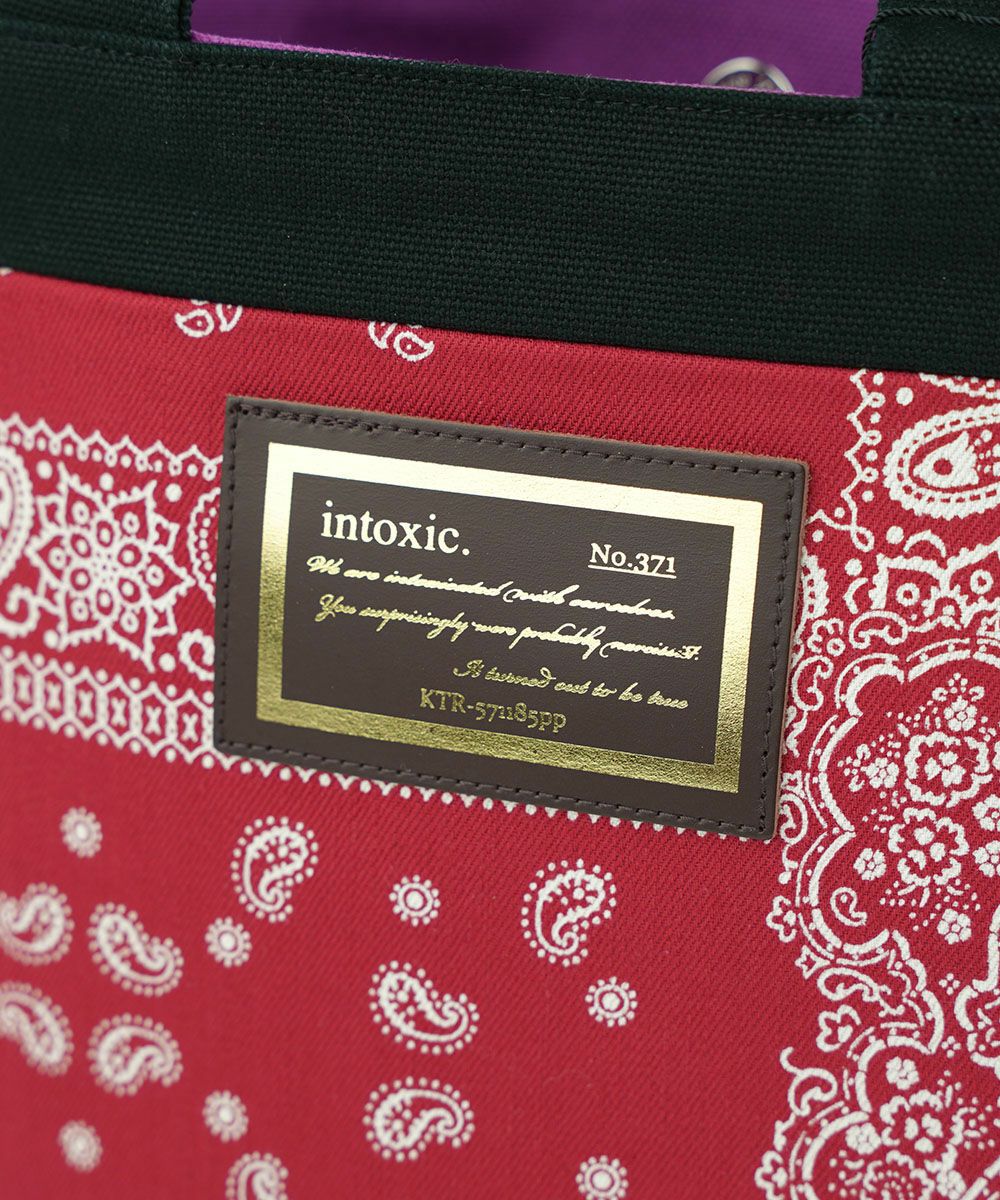 intoxic.
No.371
We are intoxicated with ourselves.
You surprisingly were probably narcissist.
It turned out to be true
KTR-571185pp